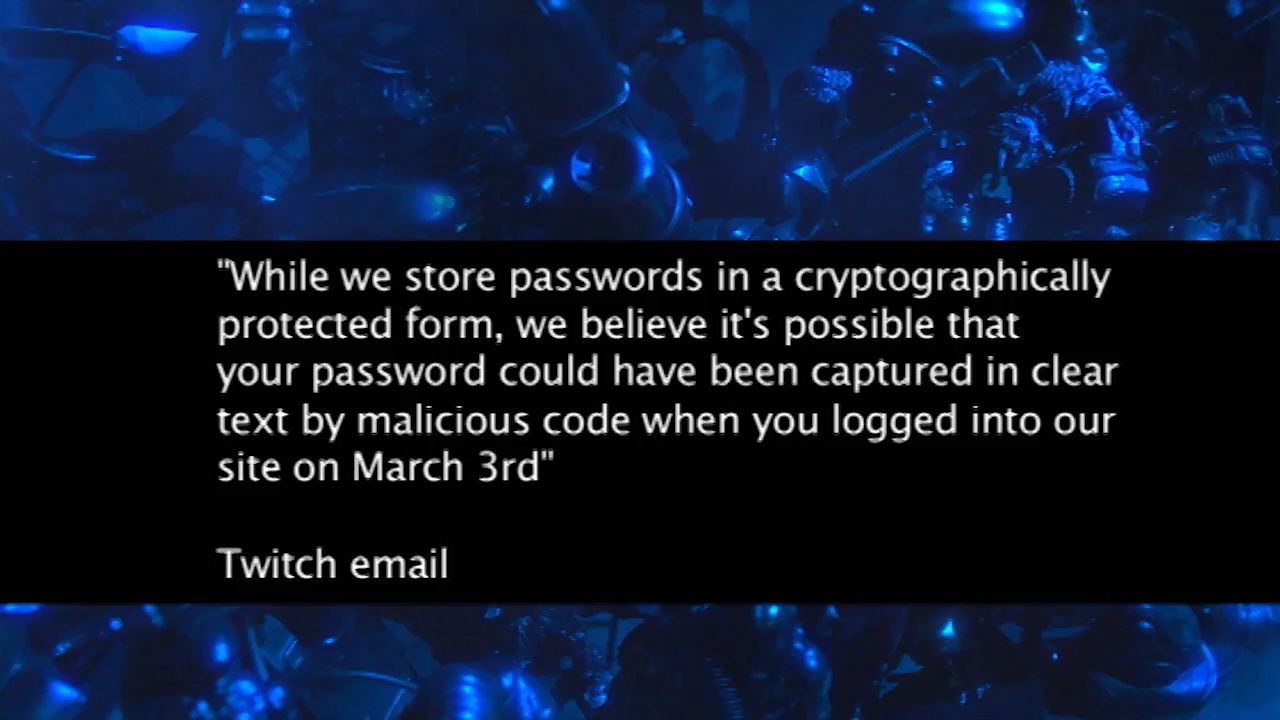 "While we store passwords in a cryptographically
protected form, we believe it's possible that
your password could have been captured in clear
text by malicious code when you logged into our
site on March 3rd"
Twitch email